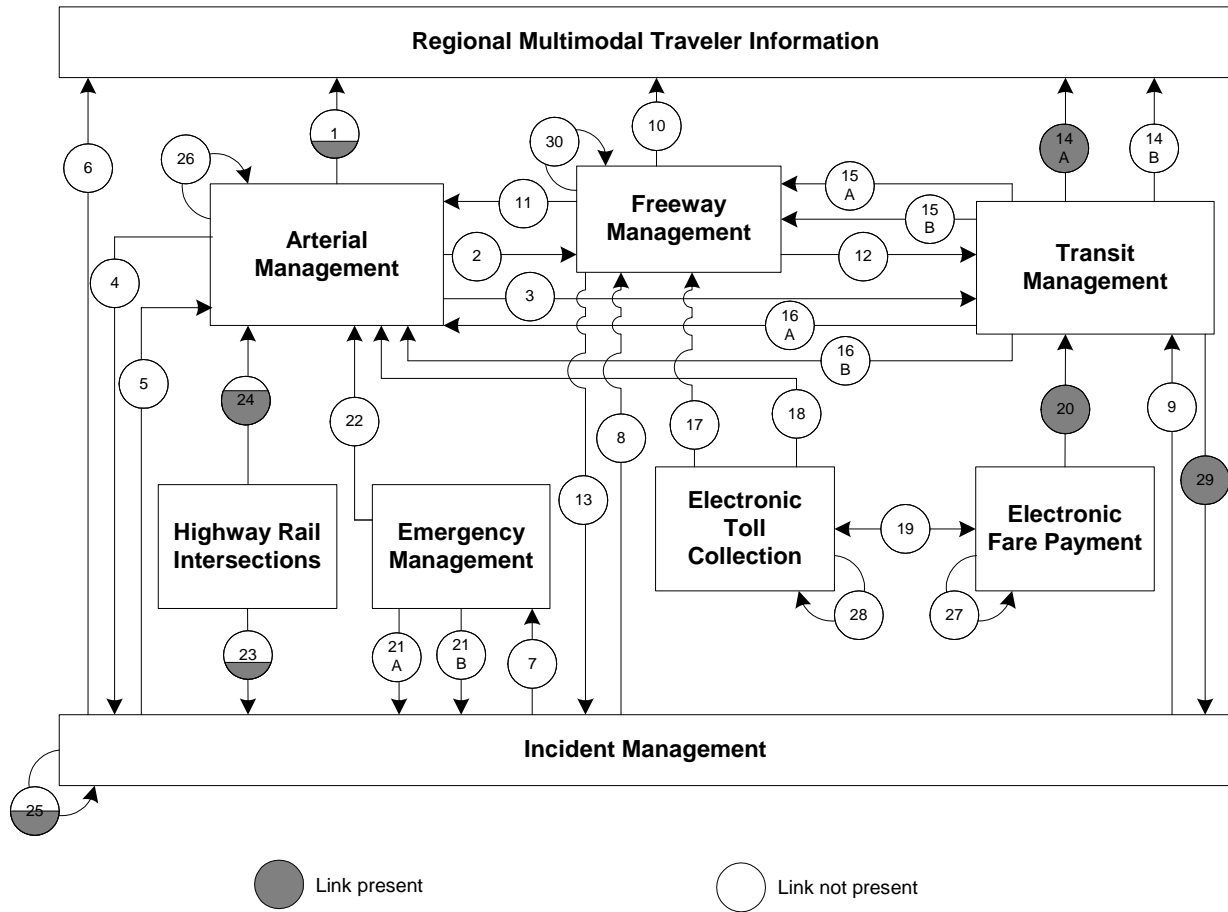 Regional Multimodal Traveler Information
1
10
14
A
14
B
6
26
30
15
A
11
15
B
Freeway
Management
Arterial
Management
2
12
Transit
Management
4
3
16
A
5
16
B
24
22
8
17
18
20
9
29
13
Highway Rail
Intersections
Emergency
Management
Electronic
Toll
Collection
19
Electronic
Fare Payment
28
27
23
21
A
21
B
7
Incident Management
25
Link present
Link not present